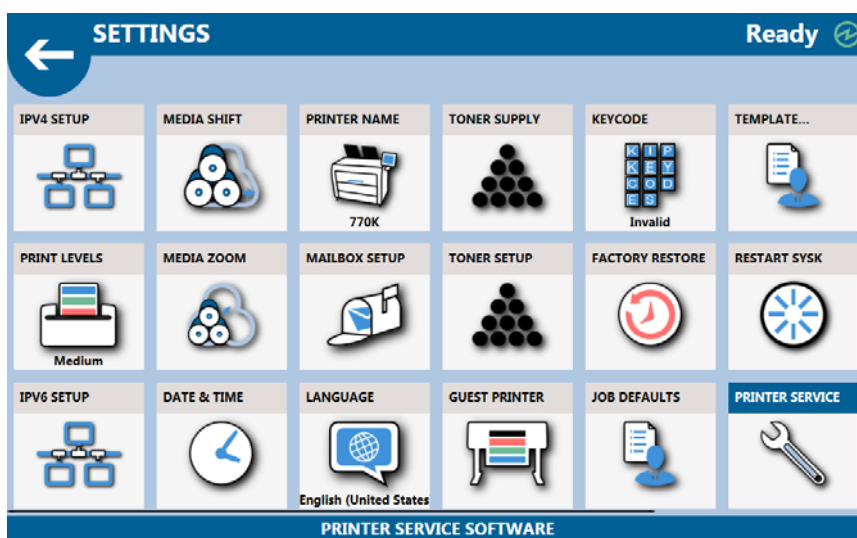 SETTINGS
Ready
IPV4 SETUP
MEDIA SHIFT
PRINTER NAME
TONER SUPPLY
KEYCODE
TEMPLATE...
K I P
K E Y
C O D
E S
770K
Invalid
PRINT LEVELS
MEDIA ZOOM
MAILBOX SETUP
TONER SETUP
FACTORY RESTORE
RESTART SYSK
Medium
IPV6 SETUP
DATE & TIME
LANGUAGE
GUEST PRINTER
JOB DEFAULTS
PRINTER SERVICE
English (United States
PRINTER SERVICE SOFTWARE